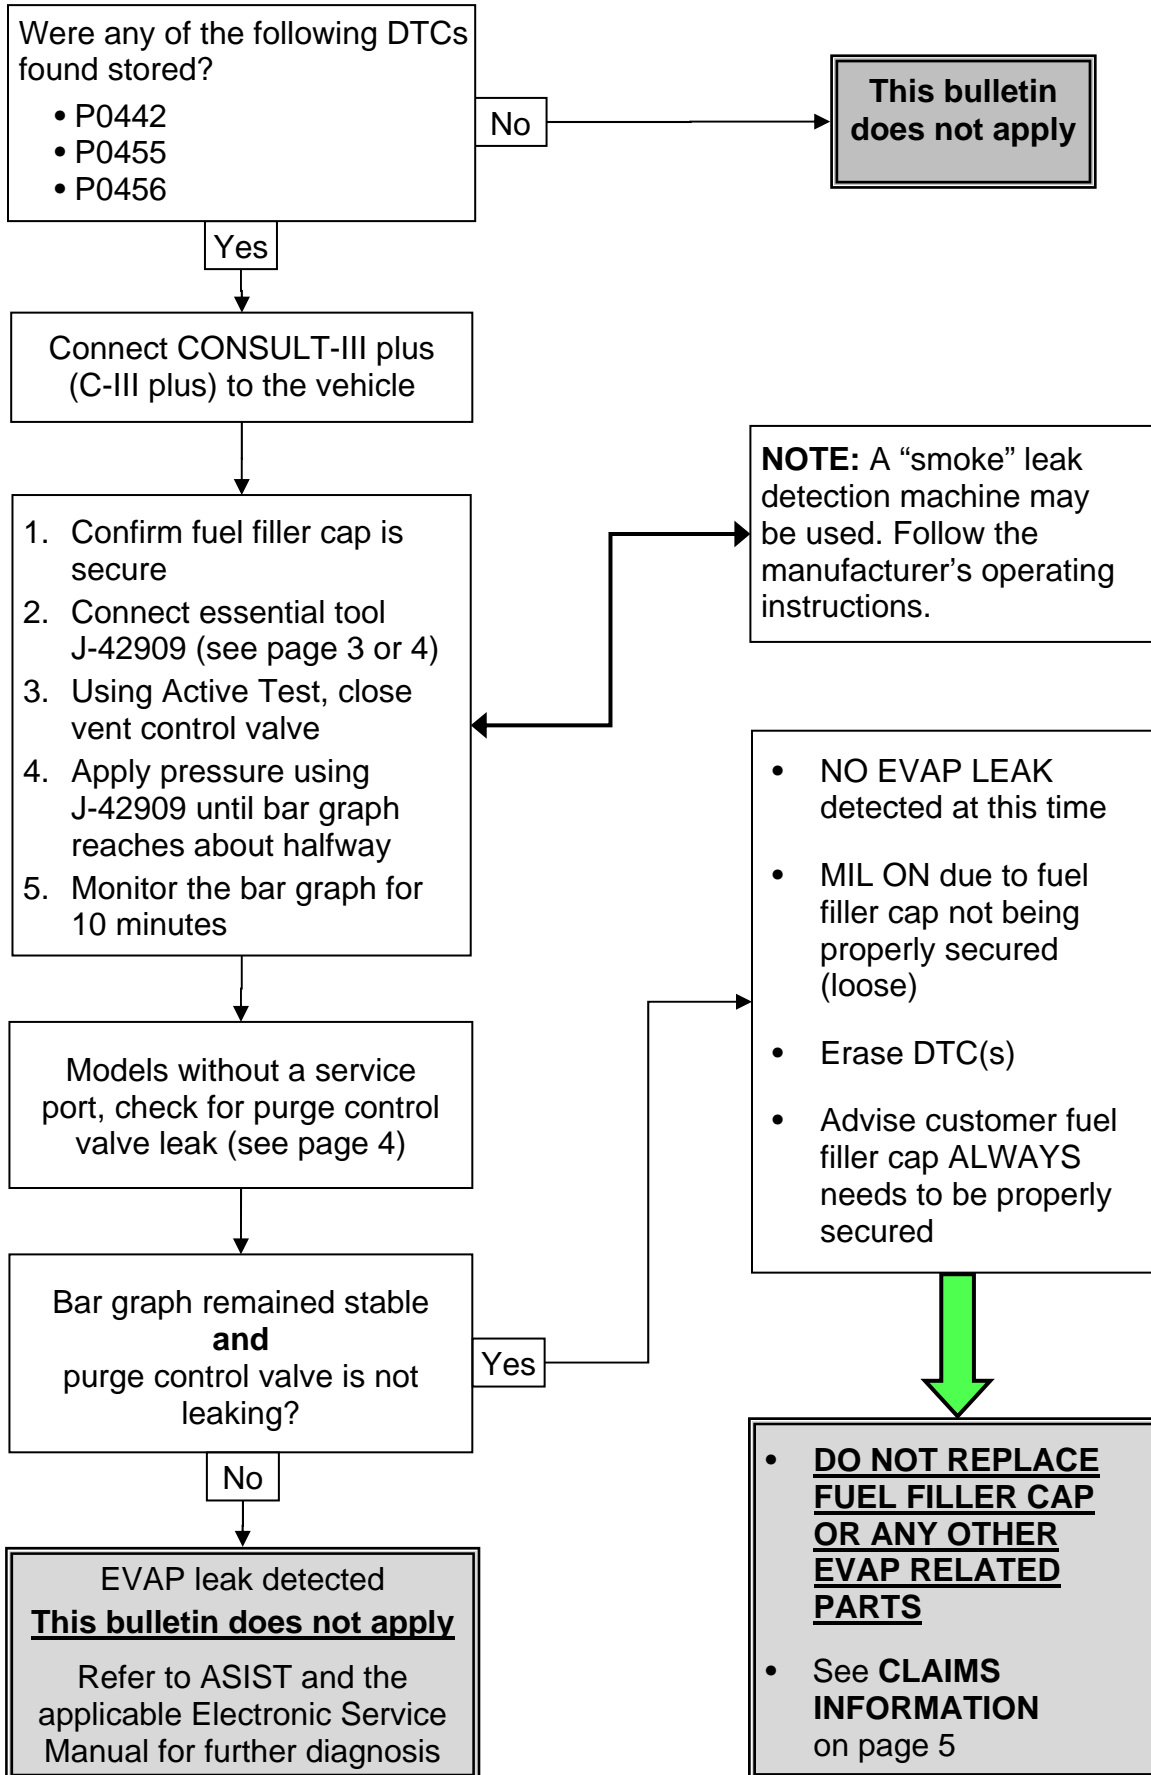 Were any of the following DTCs
found stored?
• P0442
• P0455
• P0456
No
This bulletin
does not apply
Yes
Connect CONSULT-III plus
(C-III plus) to the vehicle
1. Confirm fuel filler cap is
secure
2. Connect essential tool
J-42909 (see page 3 or 4)
3. Using Active Test, close
vent control valve
4. Apply pressure using
J-42909 until bar graph
reaches about halfway
5. Monitor the bar graph for
10 minutes
NOTE: A “smoke” leak
detection machine may
be used. Follow the
manufacturer’s operating
instructions.
Models without a service
port, check for purge control
valve leak (see page 4)
Bar graph remained stable
and
purge control valve is not
leaking?
Yes
• NO EVAP LEAK
detected at this time
• MIL ON due to fuel
filler cap not being
properly secured
(loose)
• Erase DTC(s)
• Advise customer fuel
filler cap ALWAYS
needs to be properly
secured
No
EVAP leak detected
This bulletin does not apply
Refer to ASIST and the
applicable Electronic Service
Manual for further diagnosis
• DO NOT REPLACE
FUEL FILLER CAP
OR ANY OTHER
EVAP RELATED
PARTS
• See CLAIMS
INFORMATION
on page 5